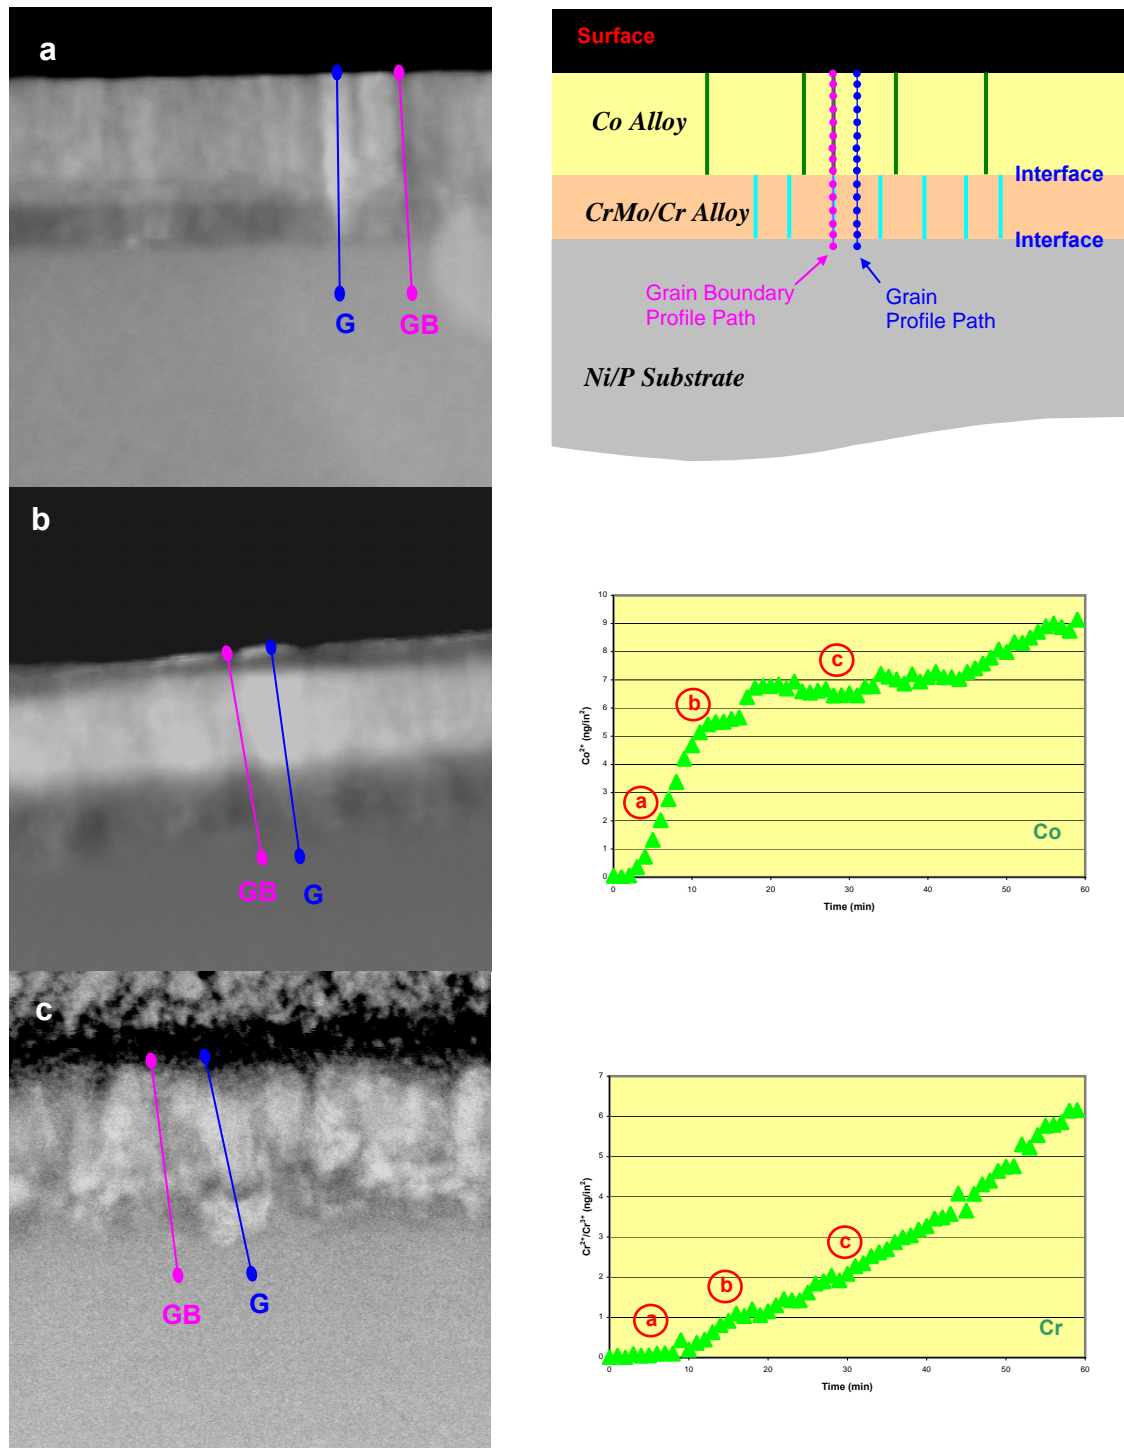 a
G
GB
Surface
Co Alloy
Interface
CrMo/Cr Alloy
Interface
Grain Boundary
Profile Path
Grain
Profile Path
Ni/P Substrate
b
GB
G
10
9
8
7
6
5
4
3
2
1
0
Co²⁺ (ng/in²)
a
b
c
Co
0
10
20
30
40
50
60
Time (min)
c
GB
G
7
6
5
4
3
2
1
0
Cr²⁺/Cr³⁺ (ng/in²)
a
b
c
Cr
0
10
20
30
40
50
60
Time (min)